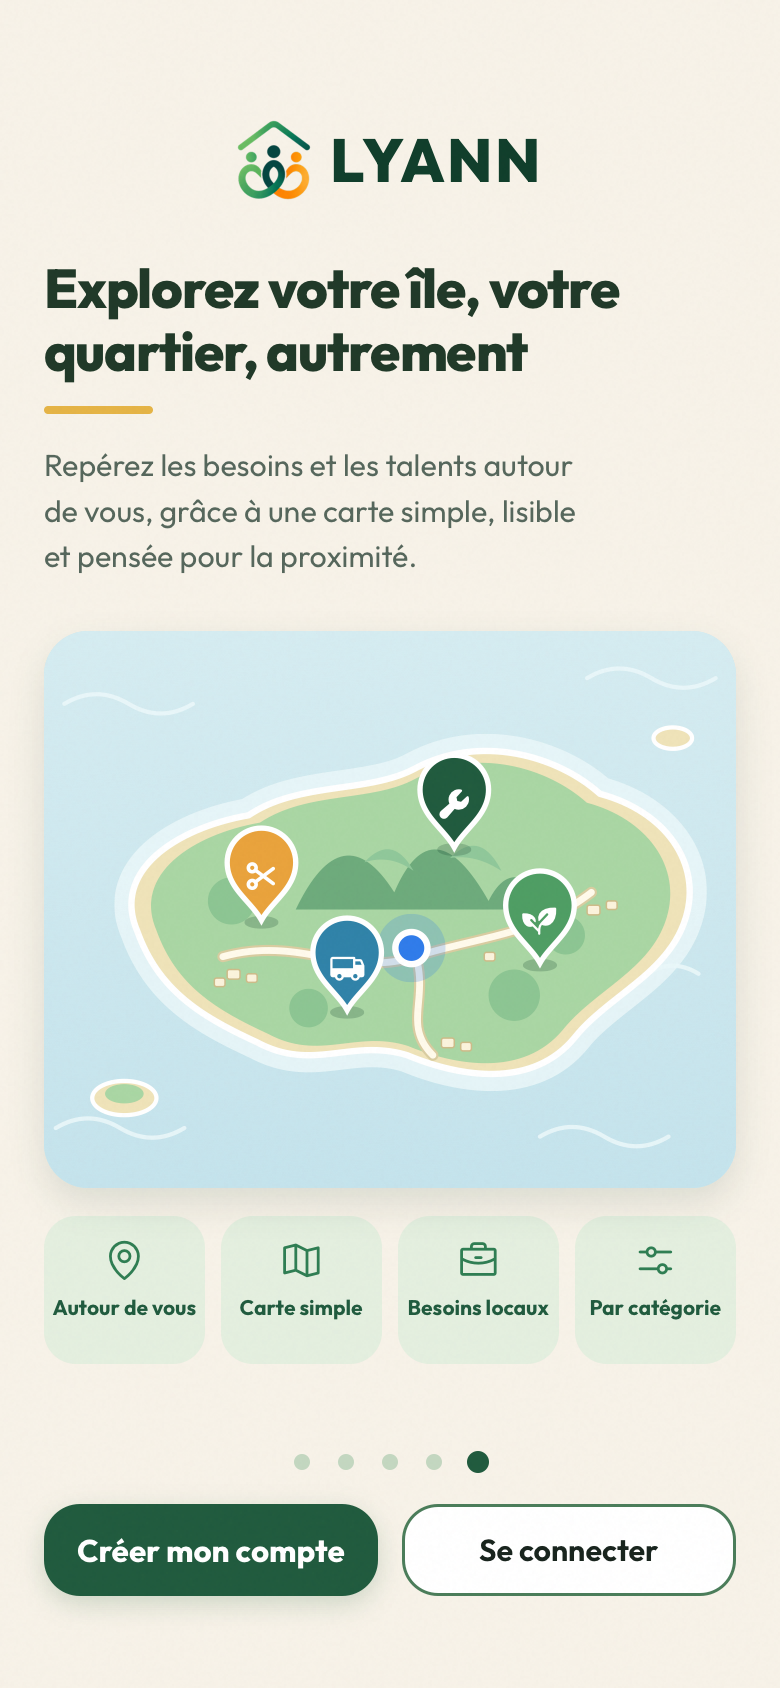 LYANN
Explorez votre île, votre
quartier, autrement
Repérez les besoins et les talents autour
de vous, grâce à une carte simple, lisible
et pensée pour la proximité.
Autour de vous
Carte simple
Besoins locaux
Par catégorie
Créer mon compte
Se connecter